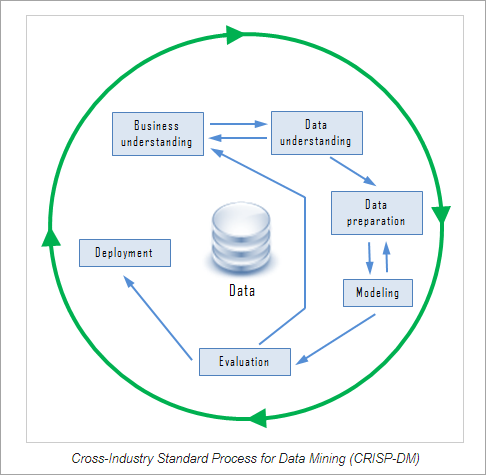 Business
understanding
Data
understanding
Data
preparation
Modeling
Evaluation
Deployment
Data
Cross-Industry Standard Process for Data Mining (CRISP-DM)